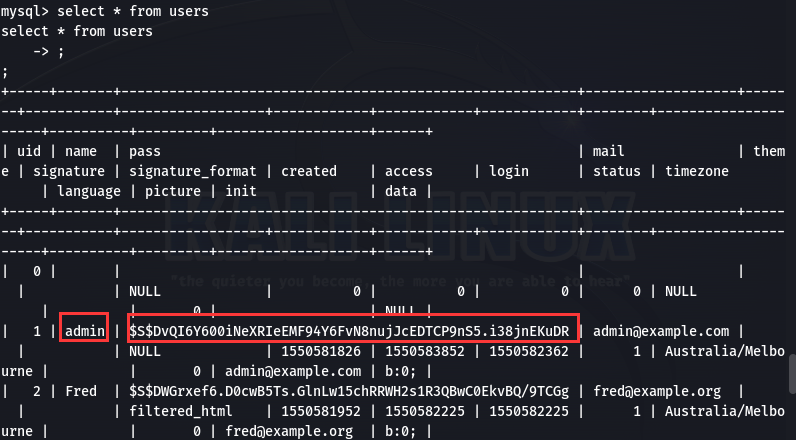 mysql> select * from users
select * from users
    -> ;
;
+-----+-------+---------------------------------------------------------+-------------------+-----
--+-----------+------------------+------------+------------+------------+--------+----------------
-----+----------+---------+-------------------+------+
| uid | name  | pass                                                    | mail              | them
e | signature | signature_format | created    | access     | login      | status | timezone
     | language | picture | init              | data |
+-----+-------+---------------------------------------------------------+-------------------+-----
--+-----------+------------------+------------+------------+------------+--------+----------------
-----+----------+---------+-------------------+------+
KALI LINUX
"the quieter you become, the more you are able to hear"
|   0 |       |                                                         |                   |
  |           | NULL             |          0 |          0 |          0 |      0 | NULL
     |          |       0 |                   | NULL |
|   1 | admin | $S$DvQI6Y600iNeXRIeEMF94Y6FvN8nujJcEDTCP9nS5.i38jnEKuDR | admin@example.com |
  |           | NULL             | 1550581826 | 1550583852 | 1550582362 |      1 | Australia/Melbo
urne |          |       0 | admin@example.com | b:0; |
|   2 | Fred  | $S$DWGrxef6.D0cwB5Ts.GlnLw15chRRWH2s1R3QBwC0EkvBQ/9TCGg | fred@example.org  |
  |           | filtered_html    | 1550581952 | 1550582225 | 1550582225 |      1 | Australia/Melbo
urne |          |       0 | fred@example.org  | b:0; |